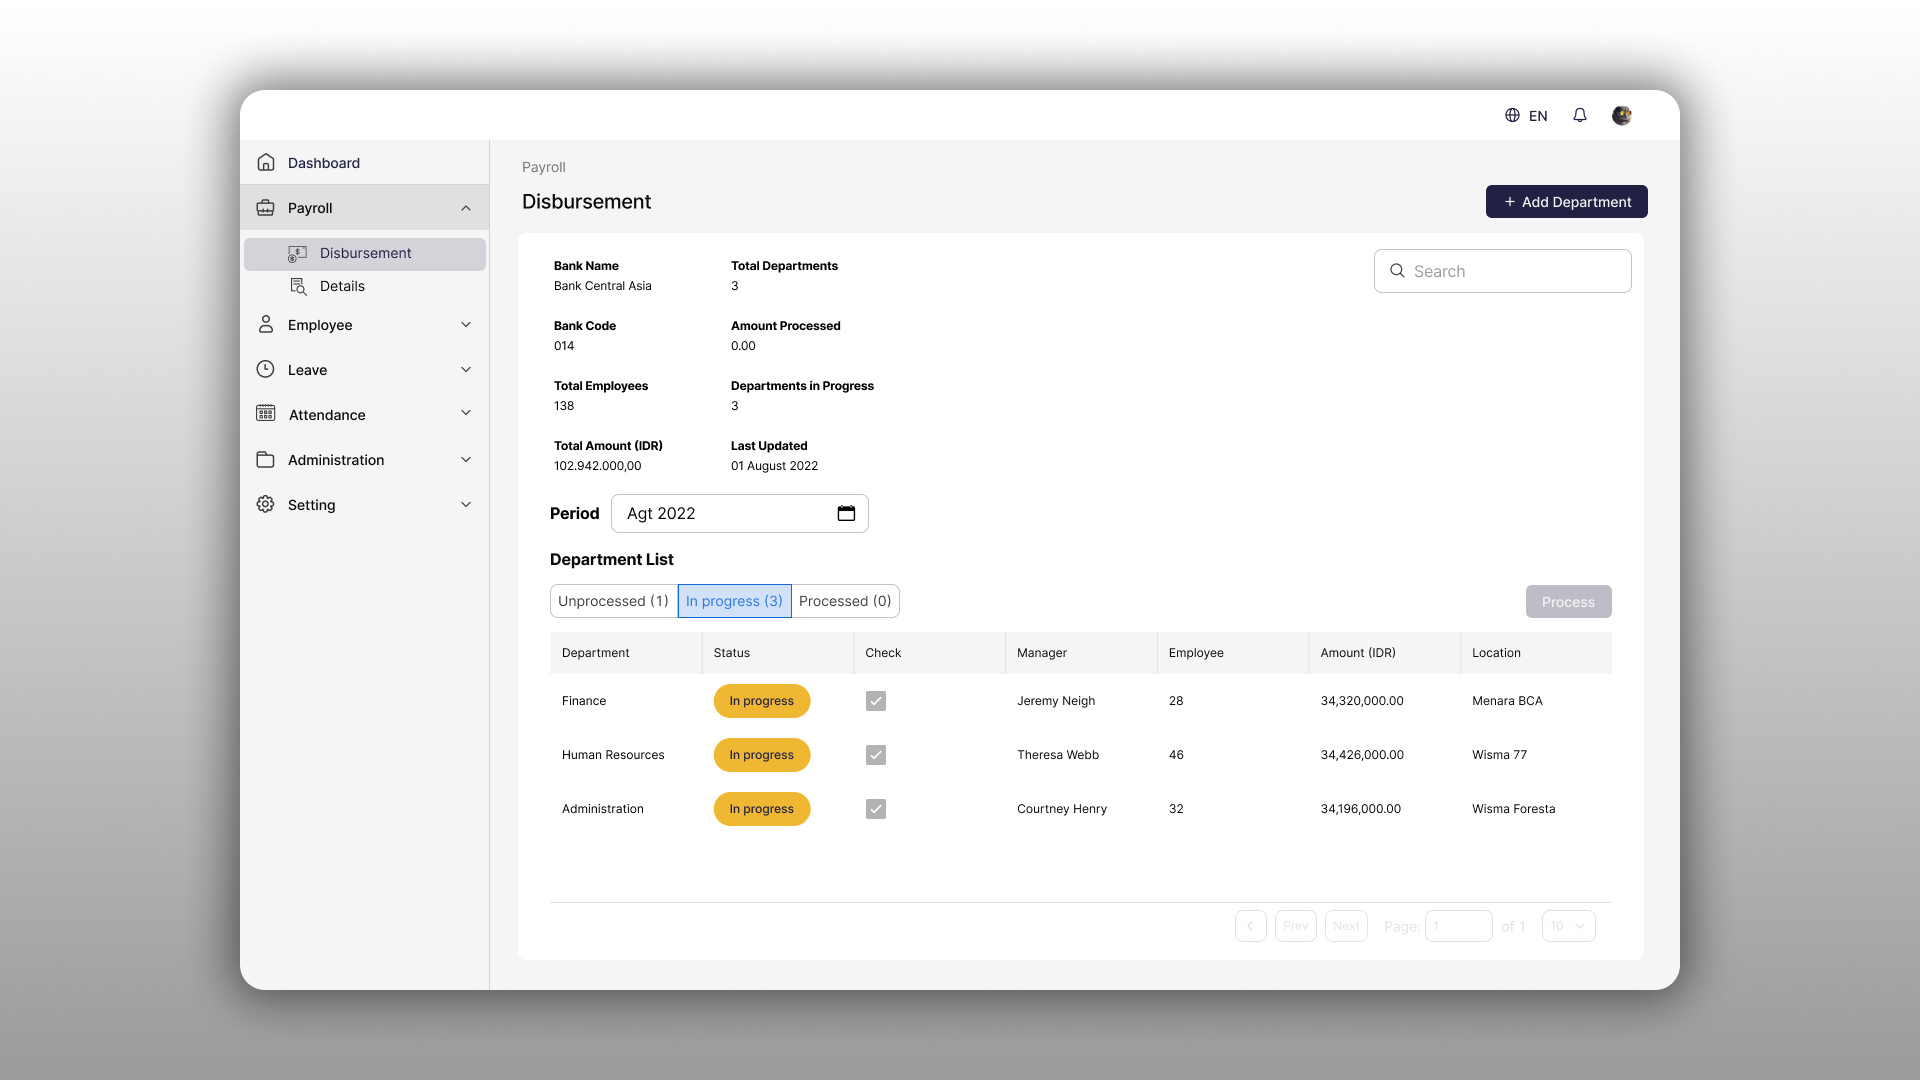 EN
Dashboard
Payroll
Disbursement
Details
Employee
Leave
Attendance
Administration
Setting
Payroll
Disbursement
+ Add Department
Bank Name
Bank Central Asia
Total Departments
3
Search
Bank Code
014
Amount Processed
0.00
Total Employees
138
Departments in Progress
3
Total Amount (IDR)
102.942.000,00
Last Updated
01 August 2022
Period
Agt 2022
Department List
Unprocessed (1) In progress (3) Processed (0)
Process
Department Status Check Manager Employee Amount (IDR) Location
Finance In progress Jeremy Neigh 28 34,320,000.00 Menara BCA
Human Resources In progress Theresa Webb 46 34,426,000.00 Wisma 77
Administration In progress Courtney Henry 32 34,196,000.00 Wisma Foresta
Prev Next Page: 1 of 1 10